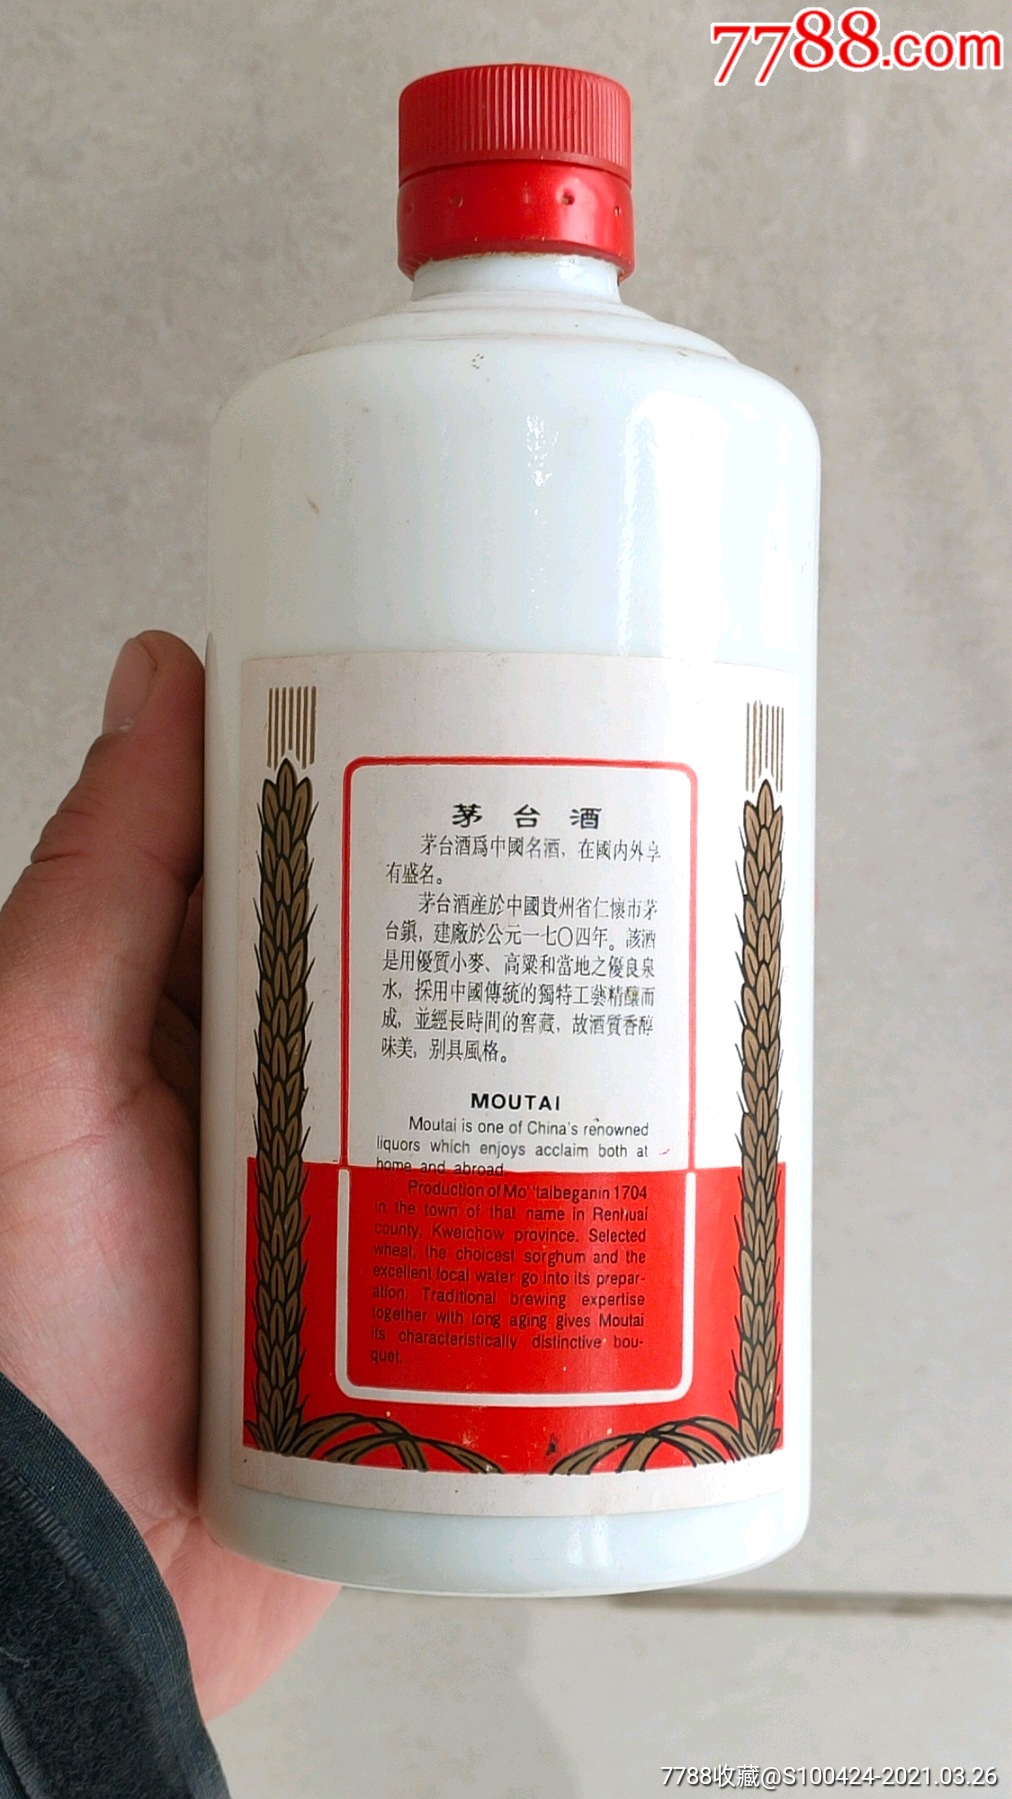 7788.com
茅台酒
茅台酒爲中國名酒，在國内外享
有盛名。
茅台酒産於中國貴州省仁懷市茅
台鎮，建廠於公元一七〇四年。該酒
是用優質小麥、高粱和當地之優良泉
水，採用中國傳統的獨特工藝精釀而
成，並經長時間的窖藏，故酒質香醇
味美，别具風格。
MOUTAI
Moutai is one of China's renowned
liquors which enjoys acclaim both at
home and abroad
Production of Mo' taibeganin 1704
in the town of that name in Renhuai
county, Kweichow province. Selected
wheat, the choicest sorghum and the
excellent local water go into its prepar-
ation. Traditional brewing expertise
together with long aging gives Moutai
its characteristically distinctive bou-
quet.
7788收藏@S100424-2021.03.26